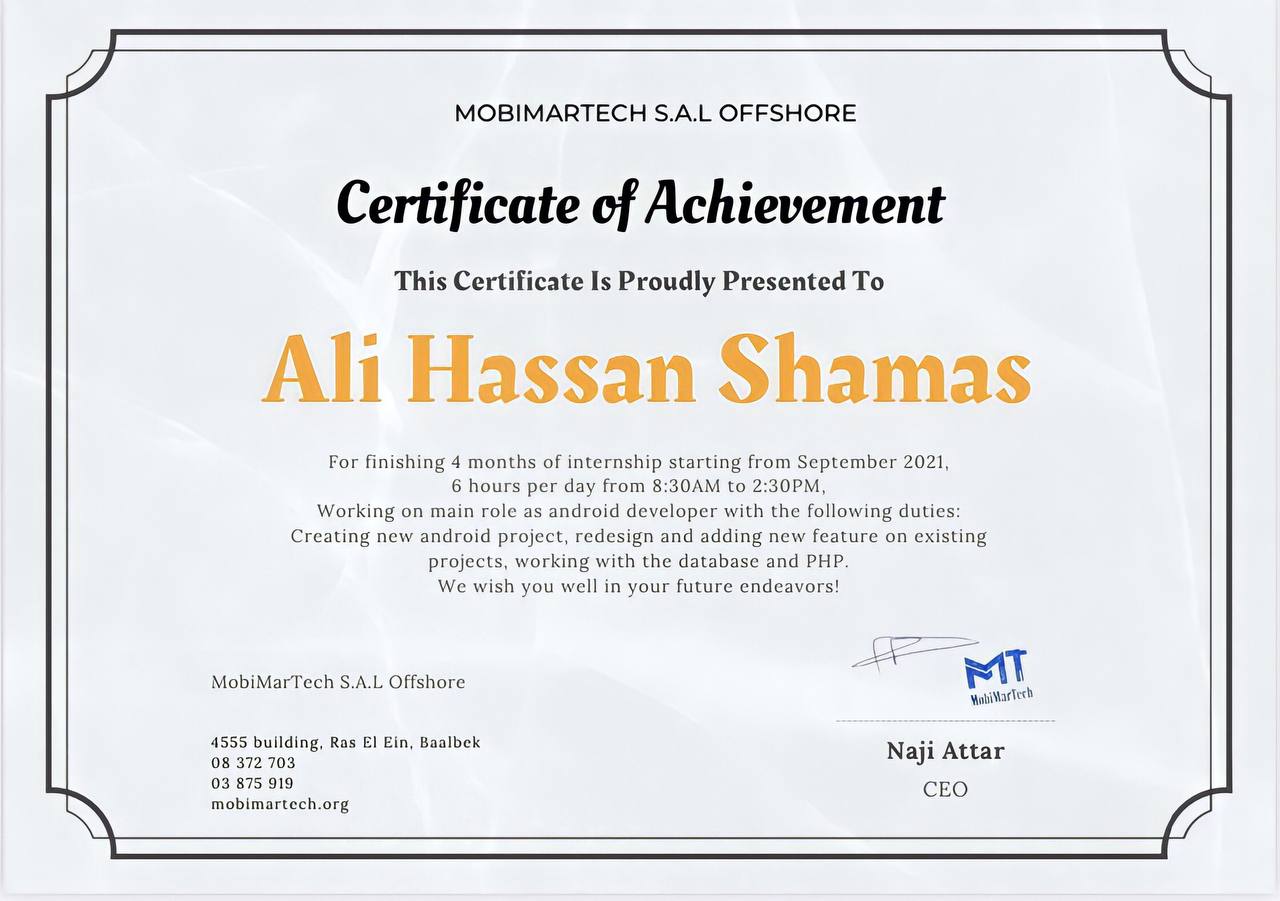 MOBIMARTECH S.A.L OFFSHORE
Certificate of Achievement
This Certificate Is Proudly Presented To
Ali Hassan Shamas
For finishing 4 months of internship starting from September 2021,
6 hours per day from 8:30AM to 2:30PM,
Working on main role as android developer with the following duties:
Creating new android project, redesign and adding new feature on existing
projects, working with the database and PHP.
We wish you well in your future endeavors!
MobiMarTech S.A.L Offshore
4555 building, Ras El Ein, Baalbek
08 372 703
03 875 919
mobimartech.org
MT
MobiMarTech
Naji Attar
CEO